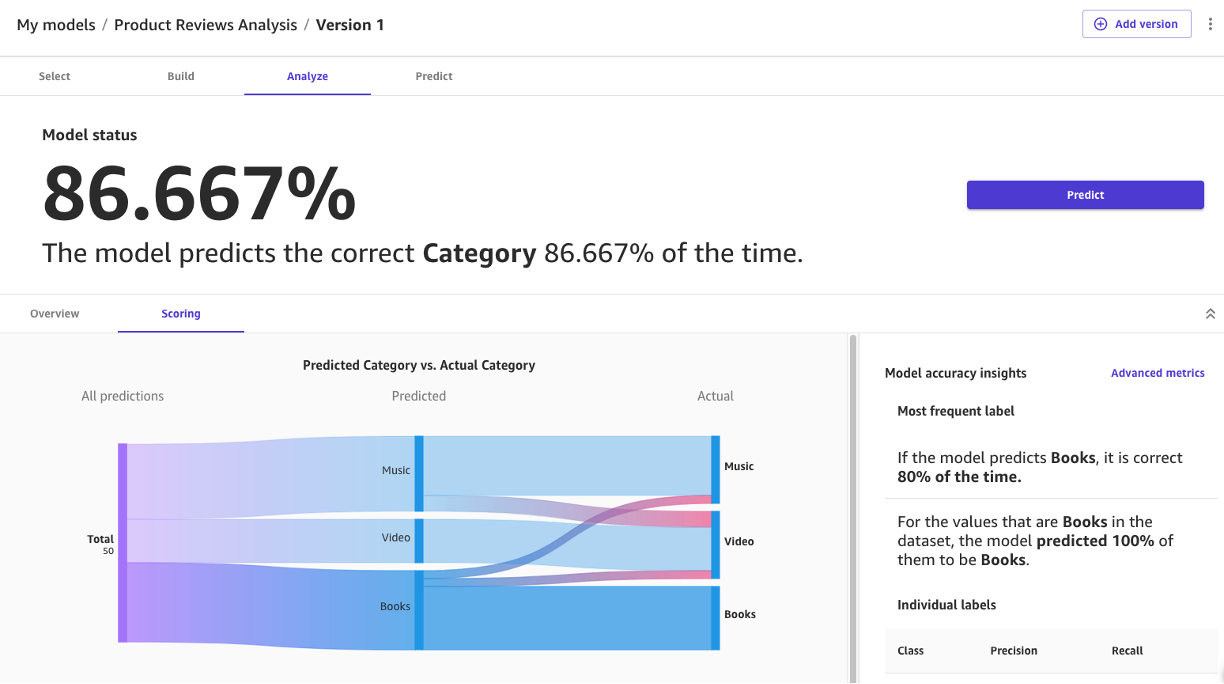 My models / Product Reviews Analysis / Version 1
Add version
Select Build Analyze Predict
Model status
86.667%
Predict
The model predicts the correct Category 86.667% of the time.
Overview Scoring
Predicted Category vs. Actual Category
All predictions Predicted Actual
Music
Music
Video
Video
Total
50
Books
Books
Model accuracy insights
Advanced metrics
Most frequent label
If the model predicts Books, it is correct
80% of the time.
For the values that are Books in the
dataset, the model predicted 100% of
them to be Books.
Individual labels
Class Precision Recall